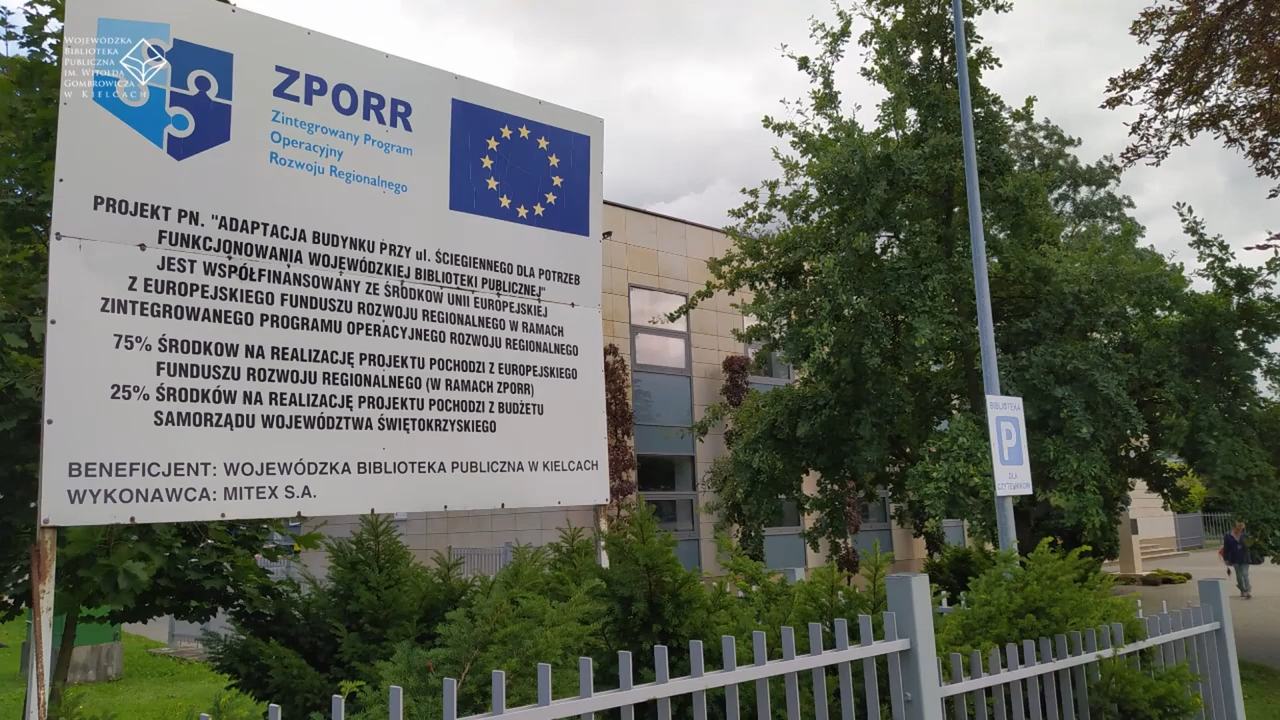 WOJEWÓDZKA
BIBLIOTEKA
PUBLICZNA
IM. WITOLDA
GOMBROWICZA
W KIELCACH
ZPORR
Zintegrowany Program
Operacyjny
Rozwoju Regionalnego
PROJEKT PN. "ADAPTACJA BUDYNKU PRZY ul. ŚCIEGIENNEGO DLA POTRZEB
FUNKCJONOWANIA WOJEWÓDZKIEJ BIBLIOTEKI PUBLICZNEJ"
JEST WSPÓŁFINANSOWANY ZE ŚRODKÓW UNII EUROPEJSKIEJ
Z EUROPEJSKIEGO FUNDUSZU ROZWOJU REGIONALNEGO W RAMACH
ZINTEGROWANEGO PROGRAMU OPERACYJNEGO ROZWOJU REGIONALNEGO
75% ŚRODKOW NA REALIZACJĘ PROJEKTU POCHODZI Z EUROPEJSKIEGO
FUNDUSZU ROZWOJU REGIONALNEGO (W RAMACH ZPORR)
25% ŚRODKÓW NA REALIZACJĘ PROJEKTU POCHODZI Z BUDŻETU
SAMORZĄDU WOJEWÓDZTWA ŚWIĘTOKRZYSKIEGO
BENEFICJENT: WOJEWÓDZKA BIBLIOTEKA PUBLICZNA W KIELCACH
WYKONAWCA: MITEX S.A.
BIBLIOTEKA
P
DLA
CZYTELNIKÓW